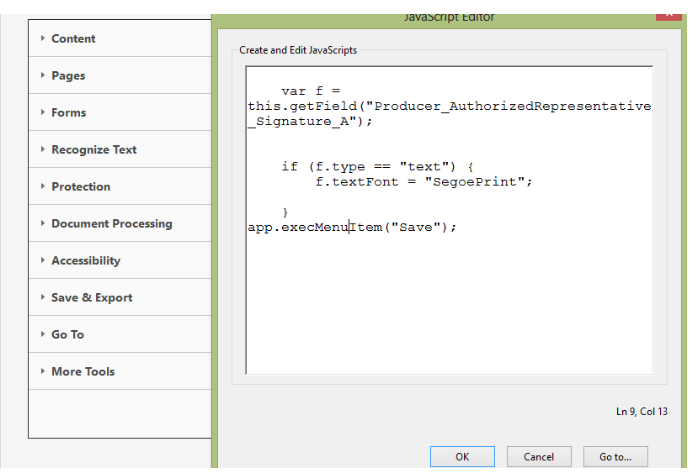 JavaScript Editor
Content
Pages
Forms
Recognize Text
Protection
Document Processing
Accessibility
Save & Export
Go To
More Tools
Create and Edit JavaScripts
var f =
this.getField("Producer_AuthorizedRepresentative
_Signature_A");
if (f.type == "text") {
f.textFont = "SegoePrint";
}
app.execMenuItem("Save");
Ln 9, Col 13
OK
Cancel
Go to...